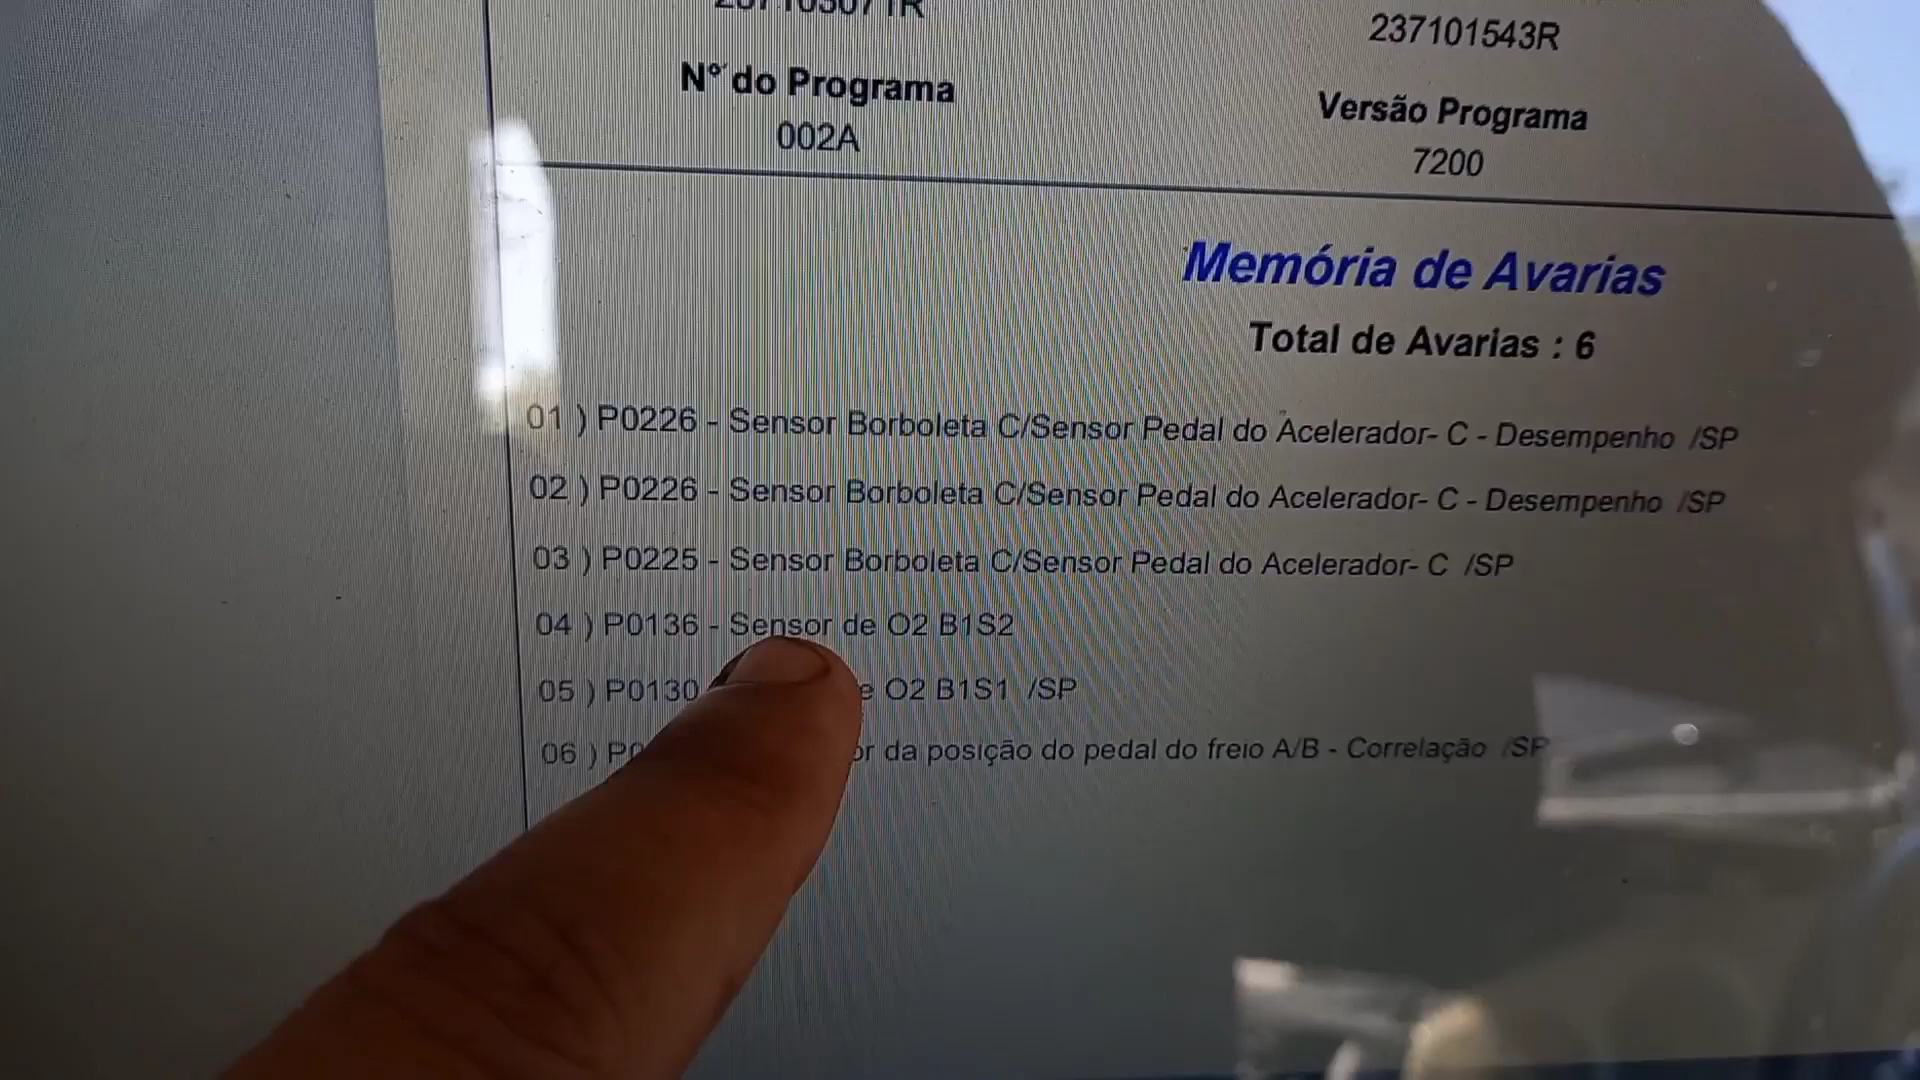 237101543R
Nº do Programa
Versão Programa
002A
7200
Memória de Avarias
Total de Avarias : 6
01 ) P0226 - Sensor Borboleta C/Sensor Pedal do Acelerador- C - Desempenho /SP
02 ) P0226 - Sensor Borboleta C/Sensor Pedal do Acelerador- C - Desempenho /SP
03 ) P0225 - Sensor Borboleta C/Sensor Pedal do Acelerador- C /SP
04 ) P0136 - Sensor de O2 B1S2
05 ) P0130 O2 B1S1 /SP
06 ) da posição do pedal do freio A/B - Correlação /SP